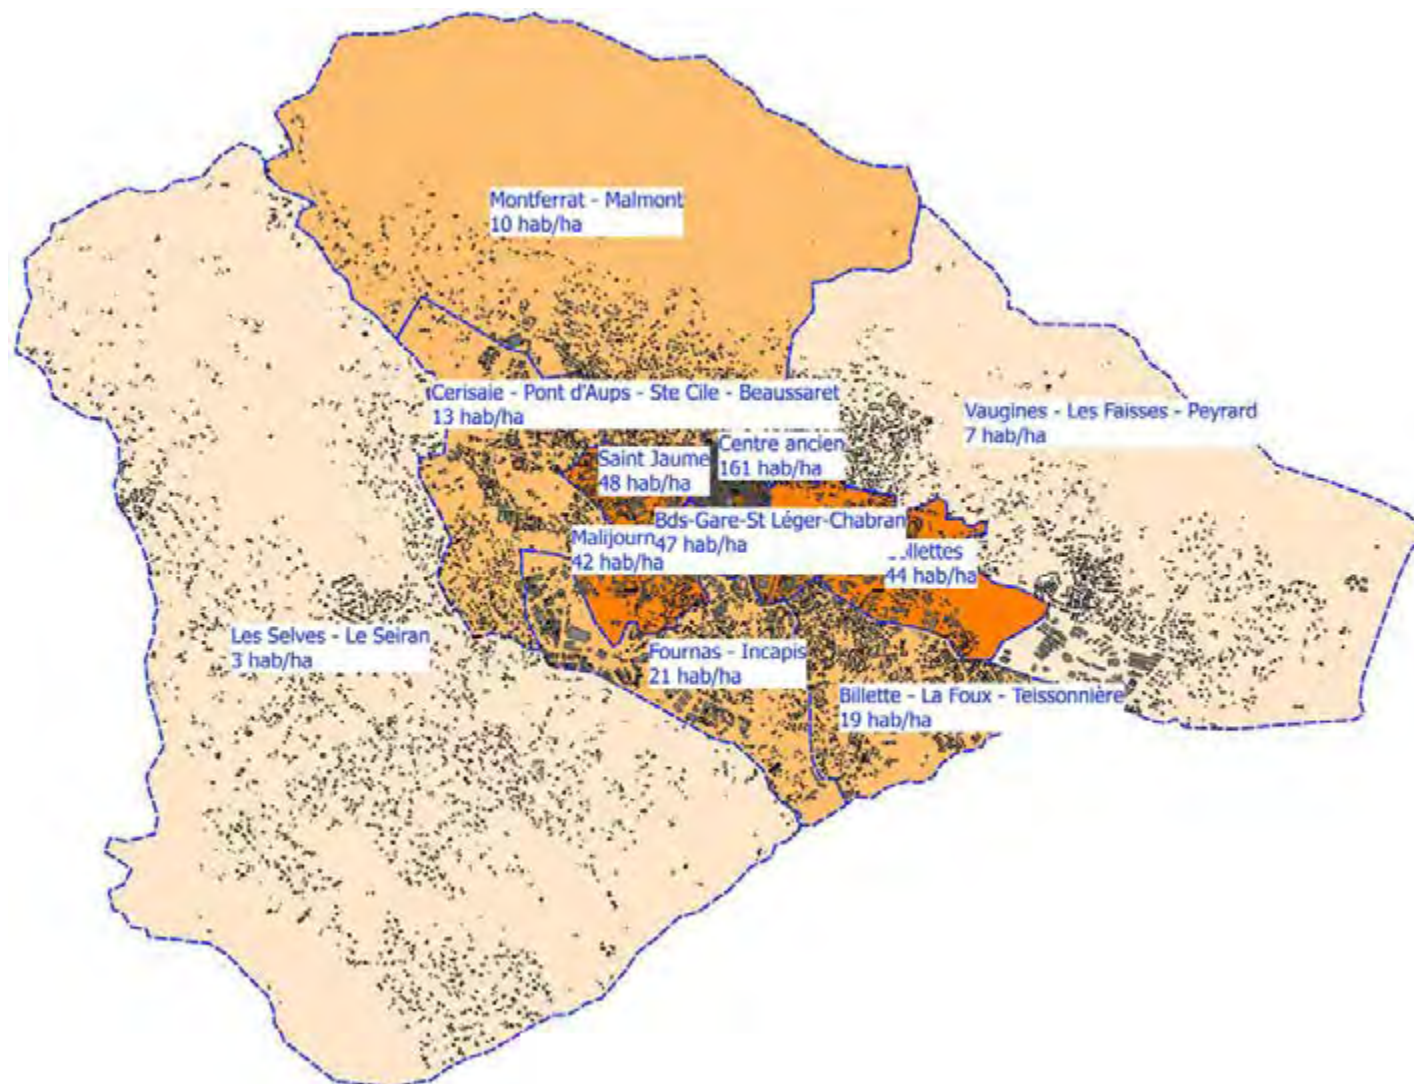 Montferrat - Malmont
10 hab/ha
Cerisaie - Pont d'Aups - Ste Cile - Beaussaret
13 hab/ha
Vaugines - Les Faisses - Peyrard
7 hab/ha
Centre ancien
161 hab/ha
Saint Jaume
48 hab/ha
Bds-Gare-St Léger-Chabran
47 hab/ha
Malijourn
42 hab/ha
llettes
44 hab/ha
Les Selves - Le Seiran
3 hab/ha
Fournas - Incapis
21 hab/ha
Billette - La Foux - Teissonnière
19 hab/ha